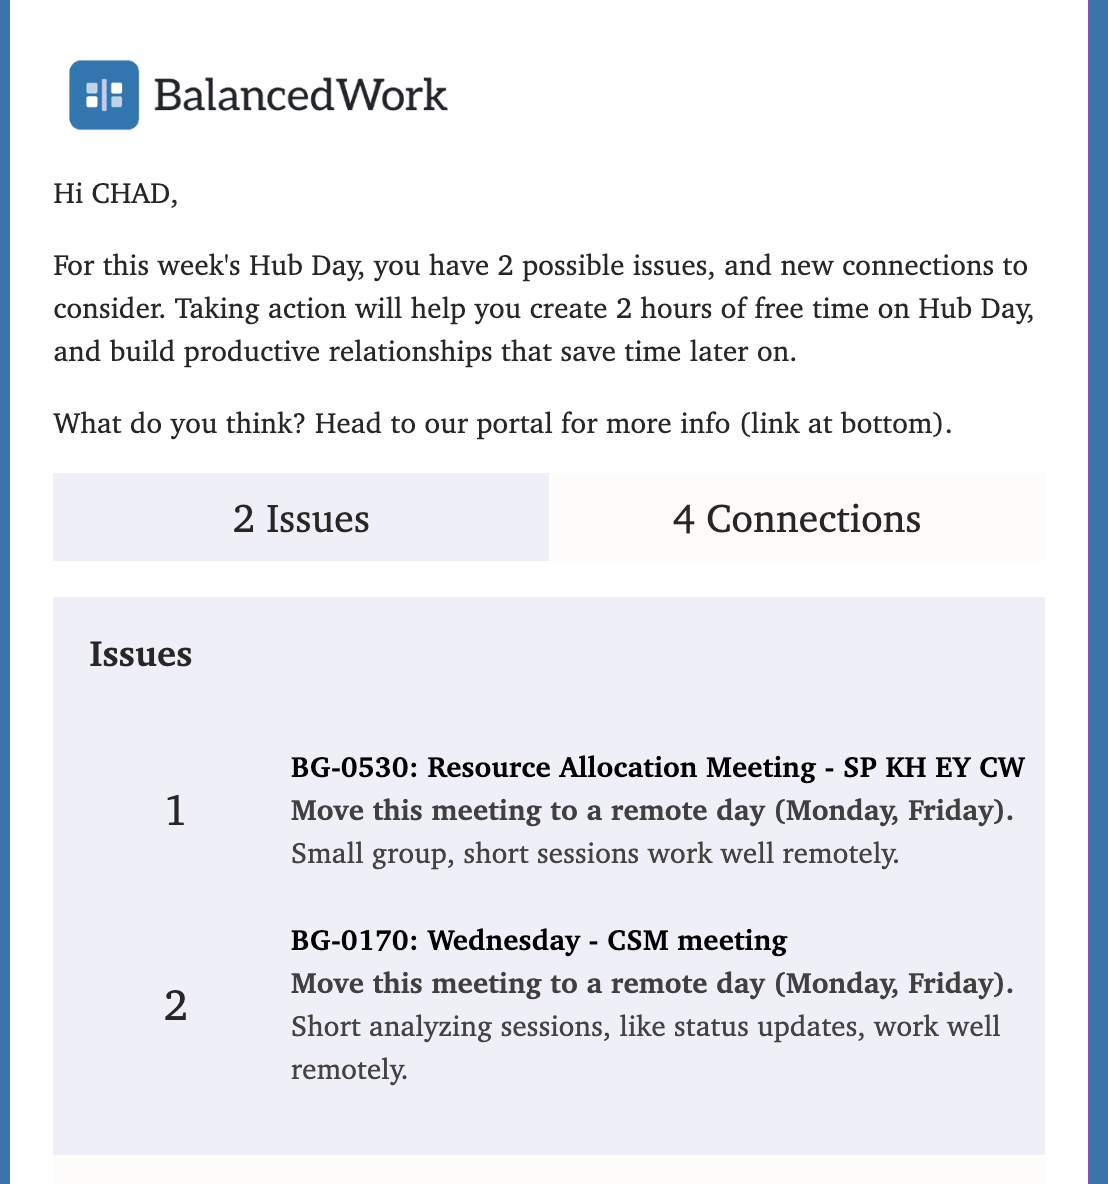 BalancedWork
Hi CHAD,
For this week's Hub Day, you have 2 possible issues, and new connections to
consider. Taking action will help you create 2 hours of free time on Hub Day,
and build productive relationships that save time later on.
What do you think? Head to our portal for more info (link at bottom).
2 Issues
4 Connections
Issues
1
BG-0530: Resource Allocation Meeting - SP KH EY CW
Move this meeting to a remote day (Monday, Friday).
Small group, short sessions work well remotely.
2
BG-0170: Wednesday - CSM meeting
Move this meeting to a remote day (Monday, Friday).
Short analyzing sessions, like status updates, work well
remotely.